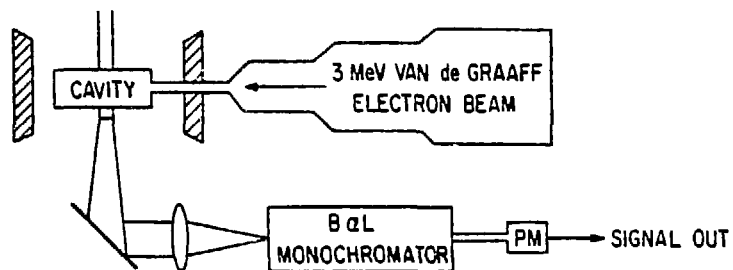 CAVITY
3 MeV VAN de GRAAFF
ELECTRON BEAM
B & L
MONOCHROMATOR
PM
SIGNAL OUT